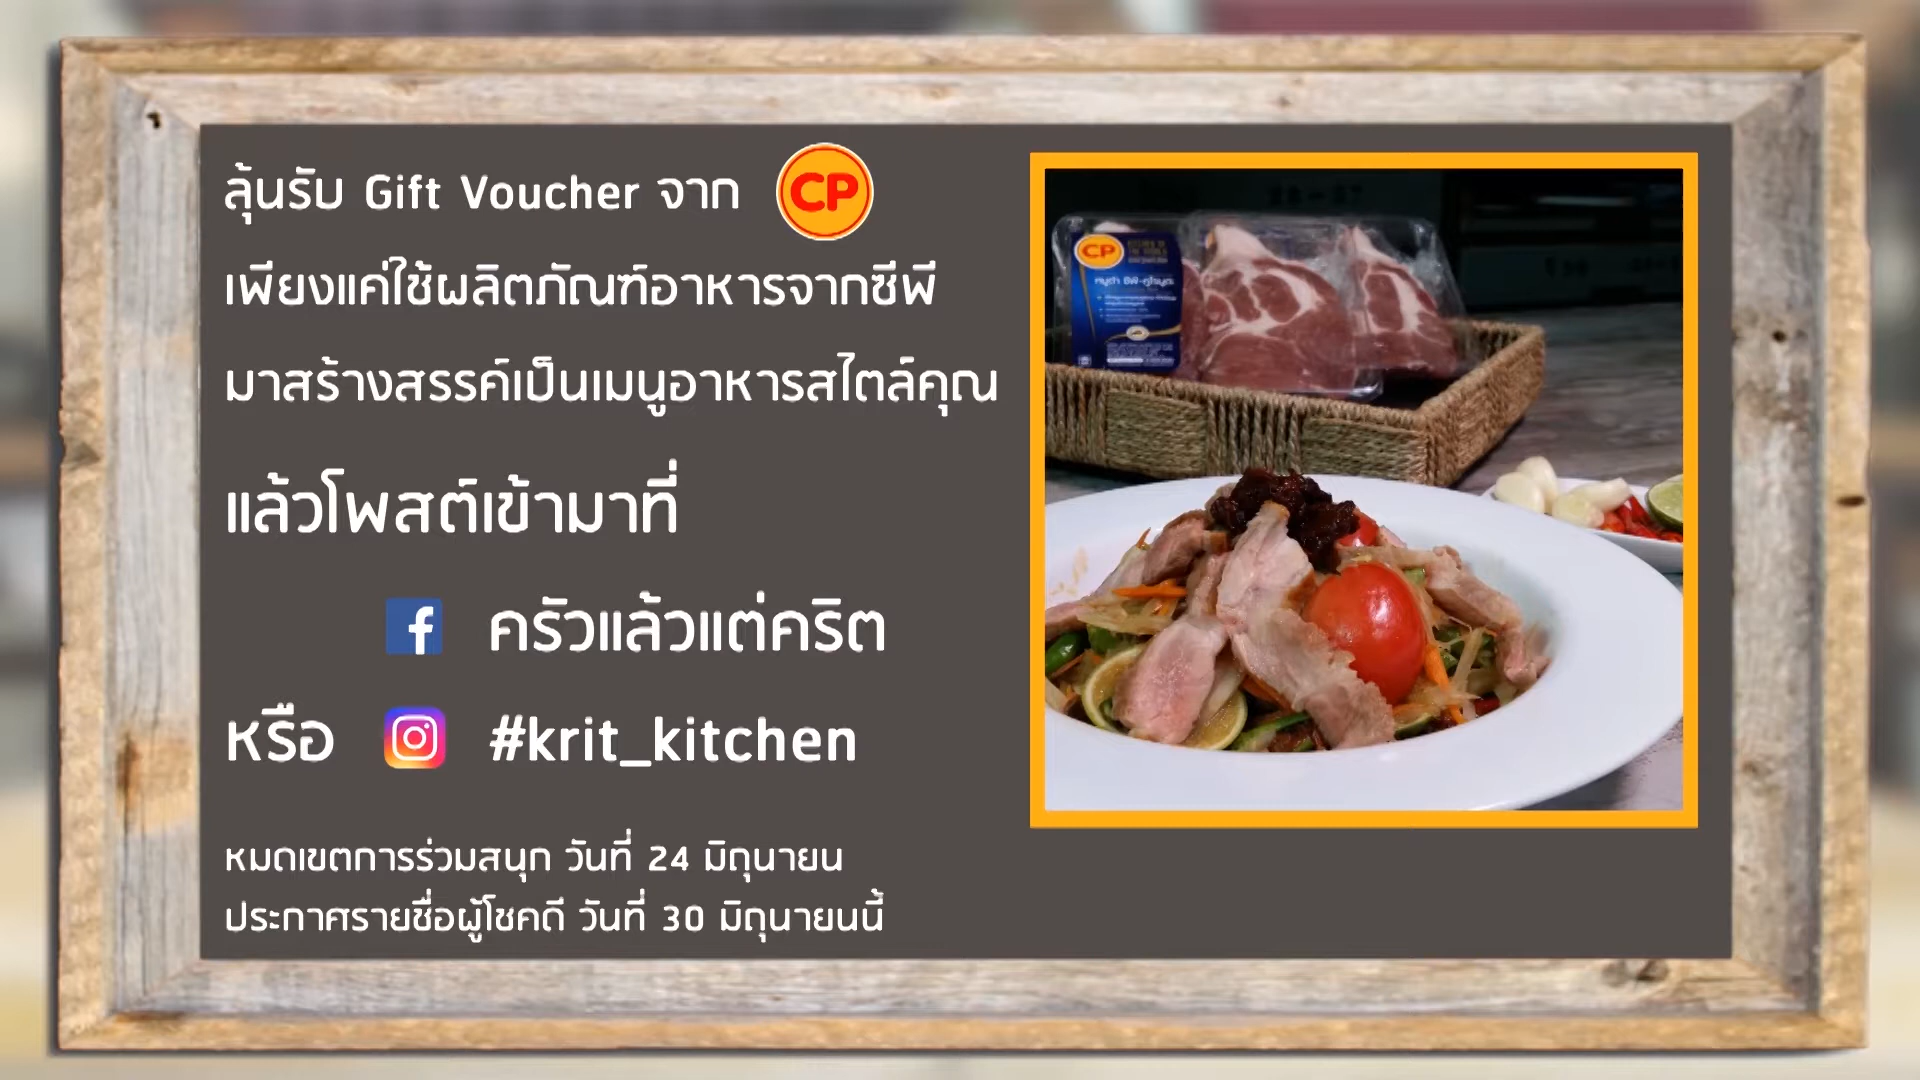 ลุ้นรับ Gift Voucher จาก CP
เพียงแค่ใช้ผลิตภัณฑ์อาหารจากซีพี
มาสร้างสรรค์เป็นเมนูอาหารสไตล์คุณ
แล้วโพสต์เข้ามาที่
ครัวแล้วแต่คริต
หรือ #krit_kitchen
หมดเขตการร่วมสนุก วันที่ 24 มิถุนายน
ประกาศรายชื่อผู้โชคดี วันที่ 30 มิถุนายนนี้
CP